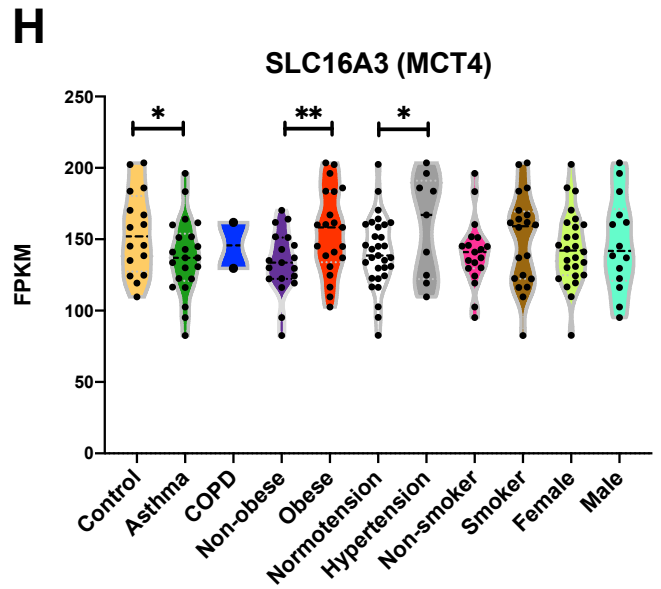 H
SLC16A3 (MCT4)
FPKM
250
200
150
100
50
0
* ** *
Control
Asthma
COPD
Non-obese
Obese
Normotension
Hypertension
Non-smoker
Smoker
Female
Male